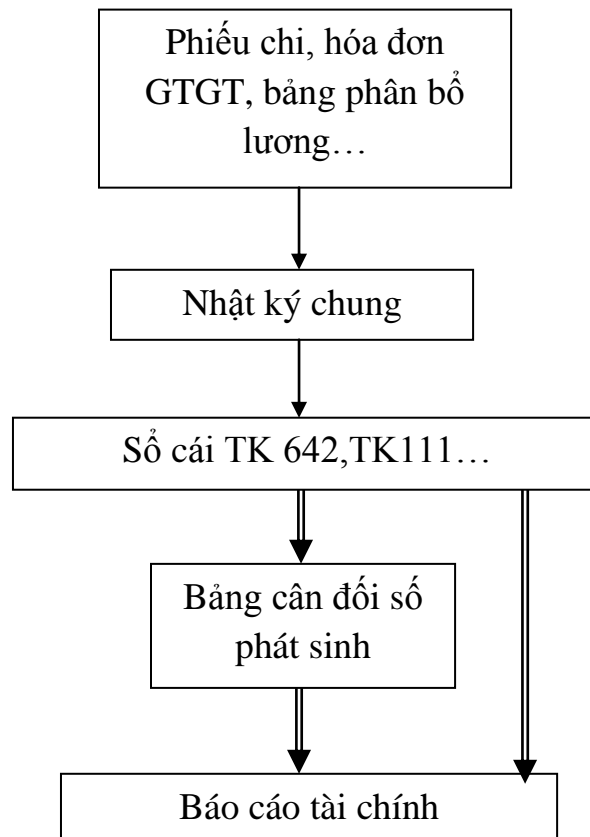 Phiếu chi, hóa đơn
GTGT, bảng phân bổ
lương…
Nhật ký chung
Sổ cái TK 642,TK111…
Bảng cân đối số
phát sinh
Báo cáo tài chính